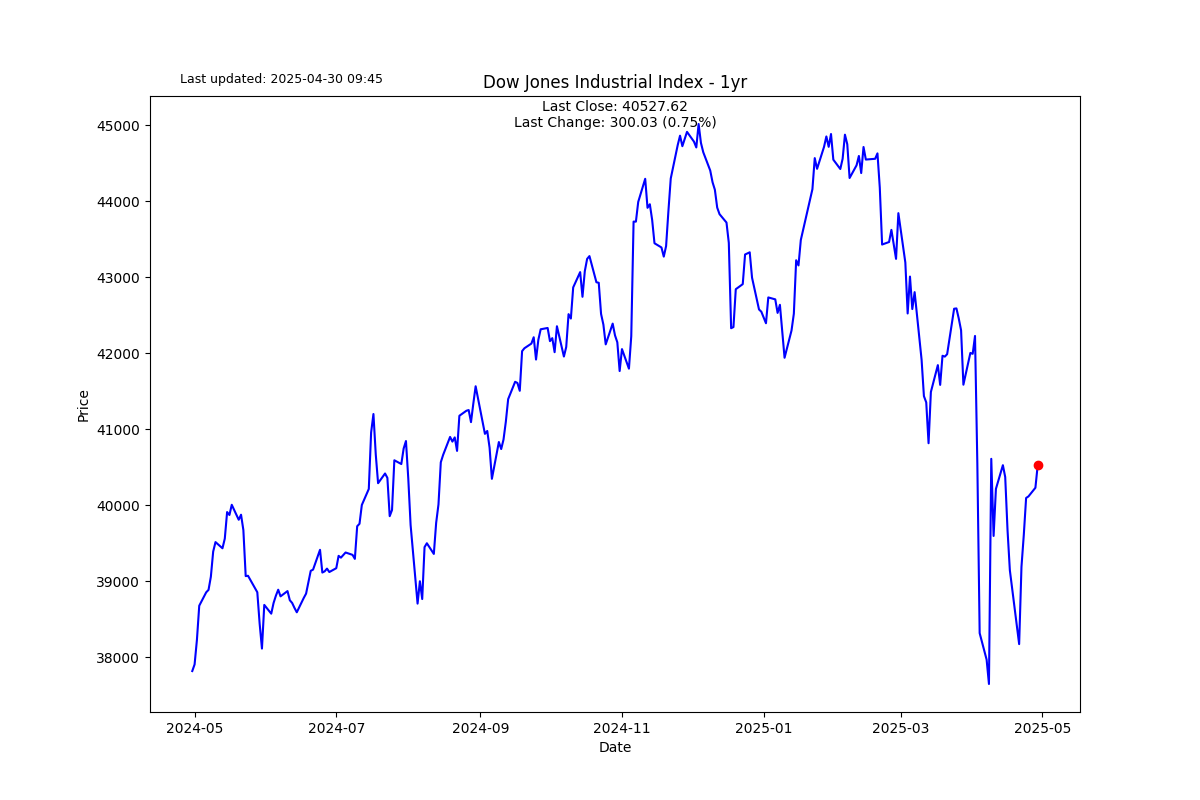 Last updated: 2025-04-30 09:45
Dow Jones Industrial Index - 1yr
Last Close: 40527.62
Last Change: 300.03 (0.75%)
45000
44000
43000
42000
41000
40000
39000
38000
Price
2024-05
2024-07
2024-09
2024-11
2025-01
2025-03
2025-05
Date